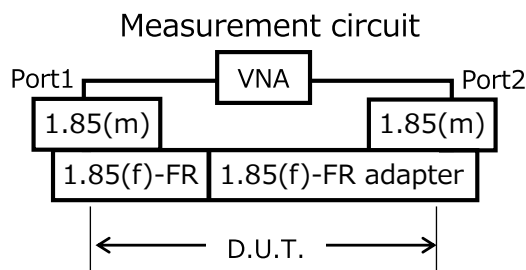 Measurement circuit
Port1
VNA
Port2
1.85(m)
1.85(m)
1.85(f)-FR
1.85(f)-FR adapter
D.U.T.